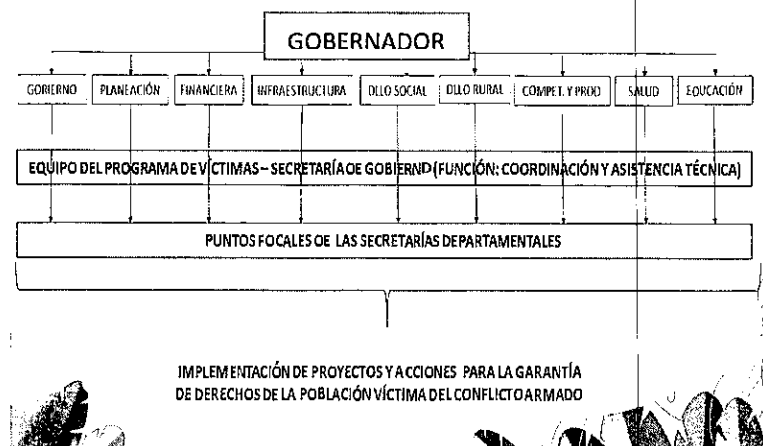 GOBERNADOR
GOBIERNO PLANEACIÓN FINANCIERA INFRAESTRUCTURA DLLO SOCIAL DLLO RURAL COMPET. Y PROD SALUD EDUCACIÓN
EQUIPO DEL PROGRAMA DE VÍCTIMAS – SECRETARÍA DE GOBIERNO (FUNCIÓN: COORDINACIÓN Y ASISTENCIA TÉCNICA)
PUNTOS FOCALES DE LAS SECRETARÍAS DEPARTAMENTALES
IMPLEMENTACIÓN DE PROYECTOS Y ACCIONES PARA LA GARANTÍA
DE DERECHOS DE LA POBLACIÓN VÍCTIMA DEL CONFLICTO ARMADO